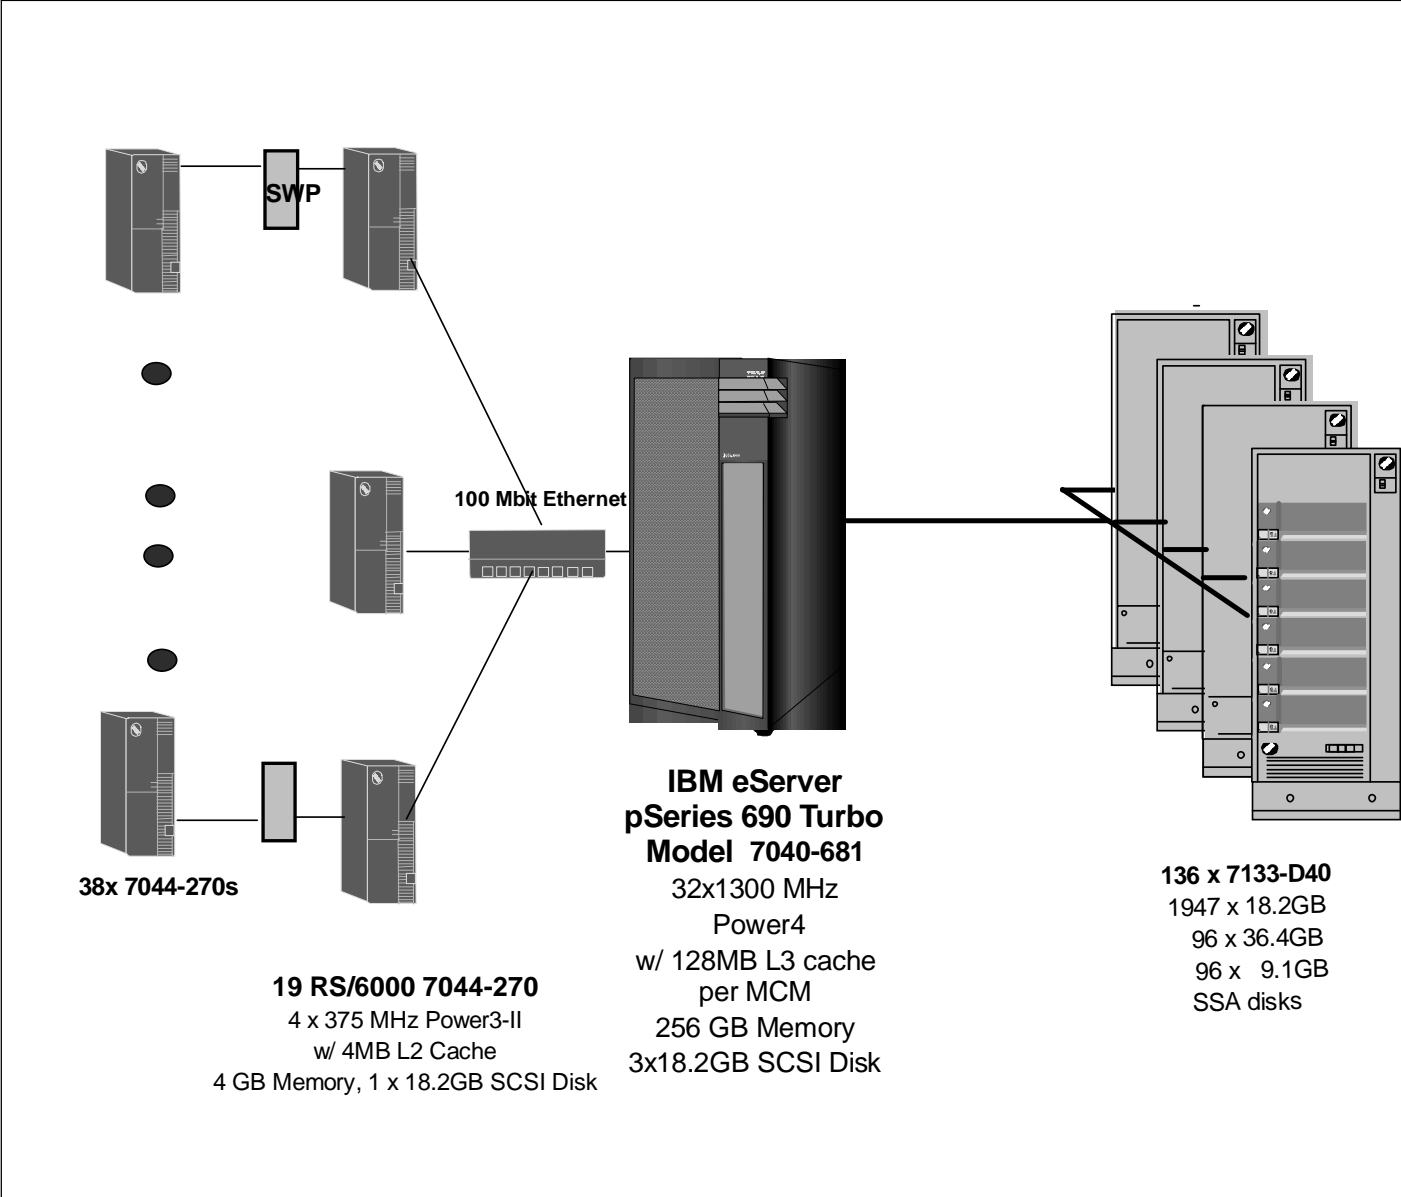 SWP
100 Mbit Ethernet
38x 7044-270s
19 RS/6000 7044-270
4 x 375 MHz Power3-II
w/ 4MB L2 Cache
4 GB Memory, 1 x 18.2GB SCSI Disk
IBM eServer
pSeries 690 Turbo
Model 7040-681
32x1300 MHz
Power4
w/ 128MB L3 cache
per MCM
256 GB Memory
3x18.2GB SCSI Disk
136 x 7133-D40
1947 x 18.2GB
96 x 36.4GB
96 x 9.1GB
SSA disks